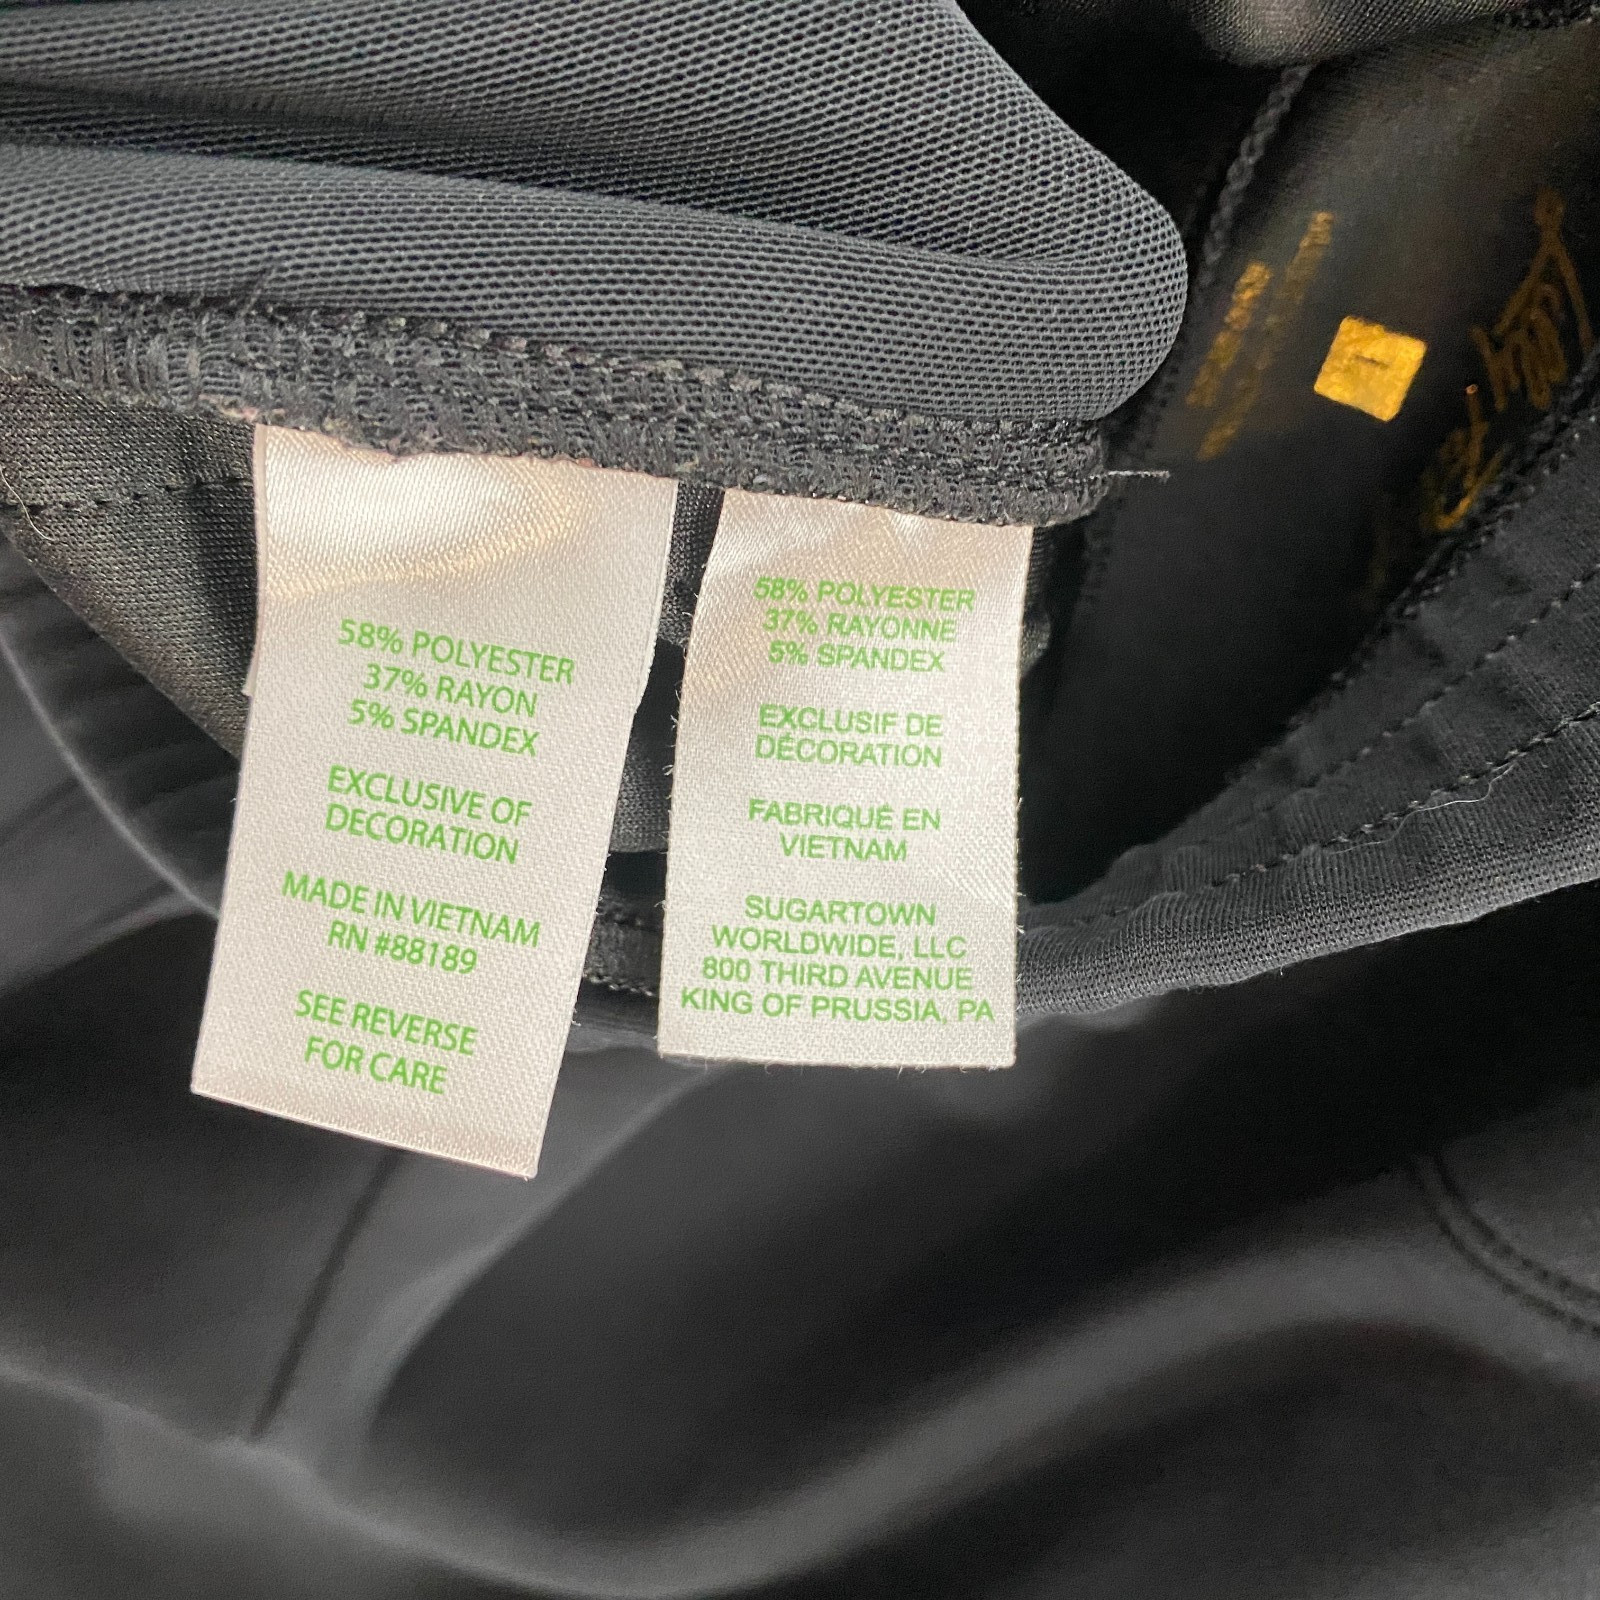 58% POLYESTER
37% RAYON
5% SPANDEX
EXCLUSIVE OF
DECORATION
MADE IN VIETNAM
RN #88189
SEE REVERSE
FOR CARE
58% POLYESTER
37% RAYONNE
5% SPANDEX
EXCLUSIF DE
DÉCORATION
FABRIQUÉ EN
VIETNAM
SUGARTOWN
WORLDWIDE, LLC
800 THIRD AVENUE
KING OF PRUSSIA, PA